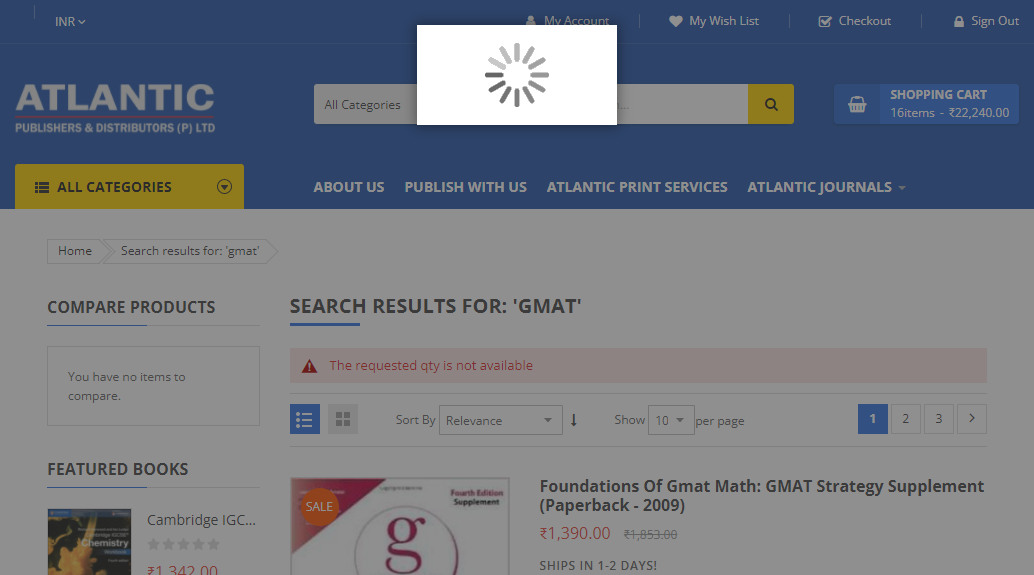 INR
My Account
My Wish List
Checkout
Sign Out
ATLANTIC
PUBLISHERS & DISTRIBUTORS (P) LTD
All Categories
SHOPPING CART
16items - ₹22,240.00
ALL CATEGORIES
ABOUT US
PUBLISH WITH US
ATLANTIC PRINT SERVICES
ATLANTIC JOURNALS
Home
Search results for: 'gmat'
COMPARE PRODUCTS
You have no items to
compare.
FEATURED BOOKS
Cambridge IGC...
₹1,342.00
SEARCH RESULTS FOR: 'GMAT'
The requested qty is not available
Sort By Relevance
Show 10 per page
1 2 3
SALE
Fourth Edition
Supplement
g
Foundations Of Gmat Math: GMAT Strategy Supplement
(Paperback - 2009)
₹1,390.00 ₹1,853.00
SHIPS IN 1-2 DAYS!
Cambridge IGCSE
Chemistry